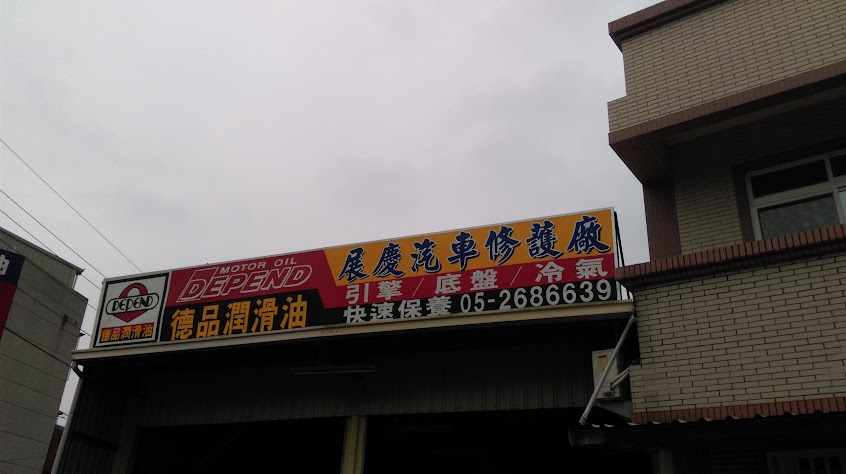 DEPEND
德品潤滑油
MOTOR OIL
DEPEND
德品潤滑油
展慶汽車修護廠
引擎/底盤/冷氣
快速保養 05-2686639
油